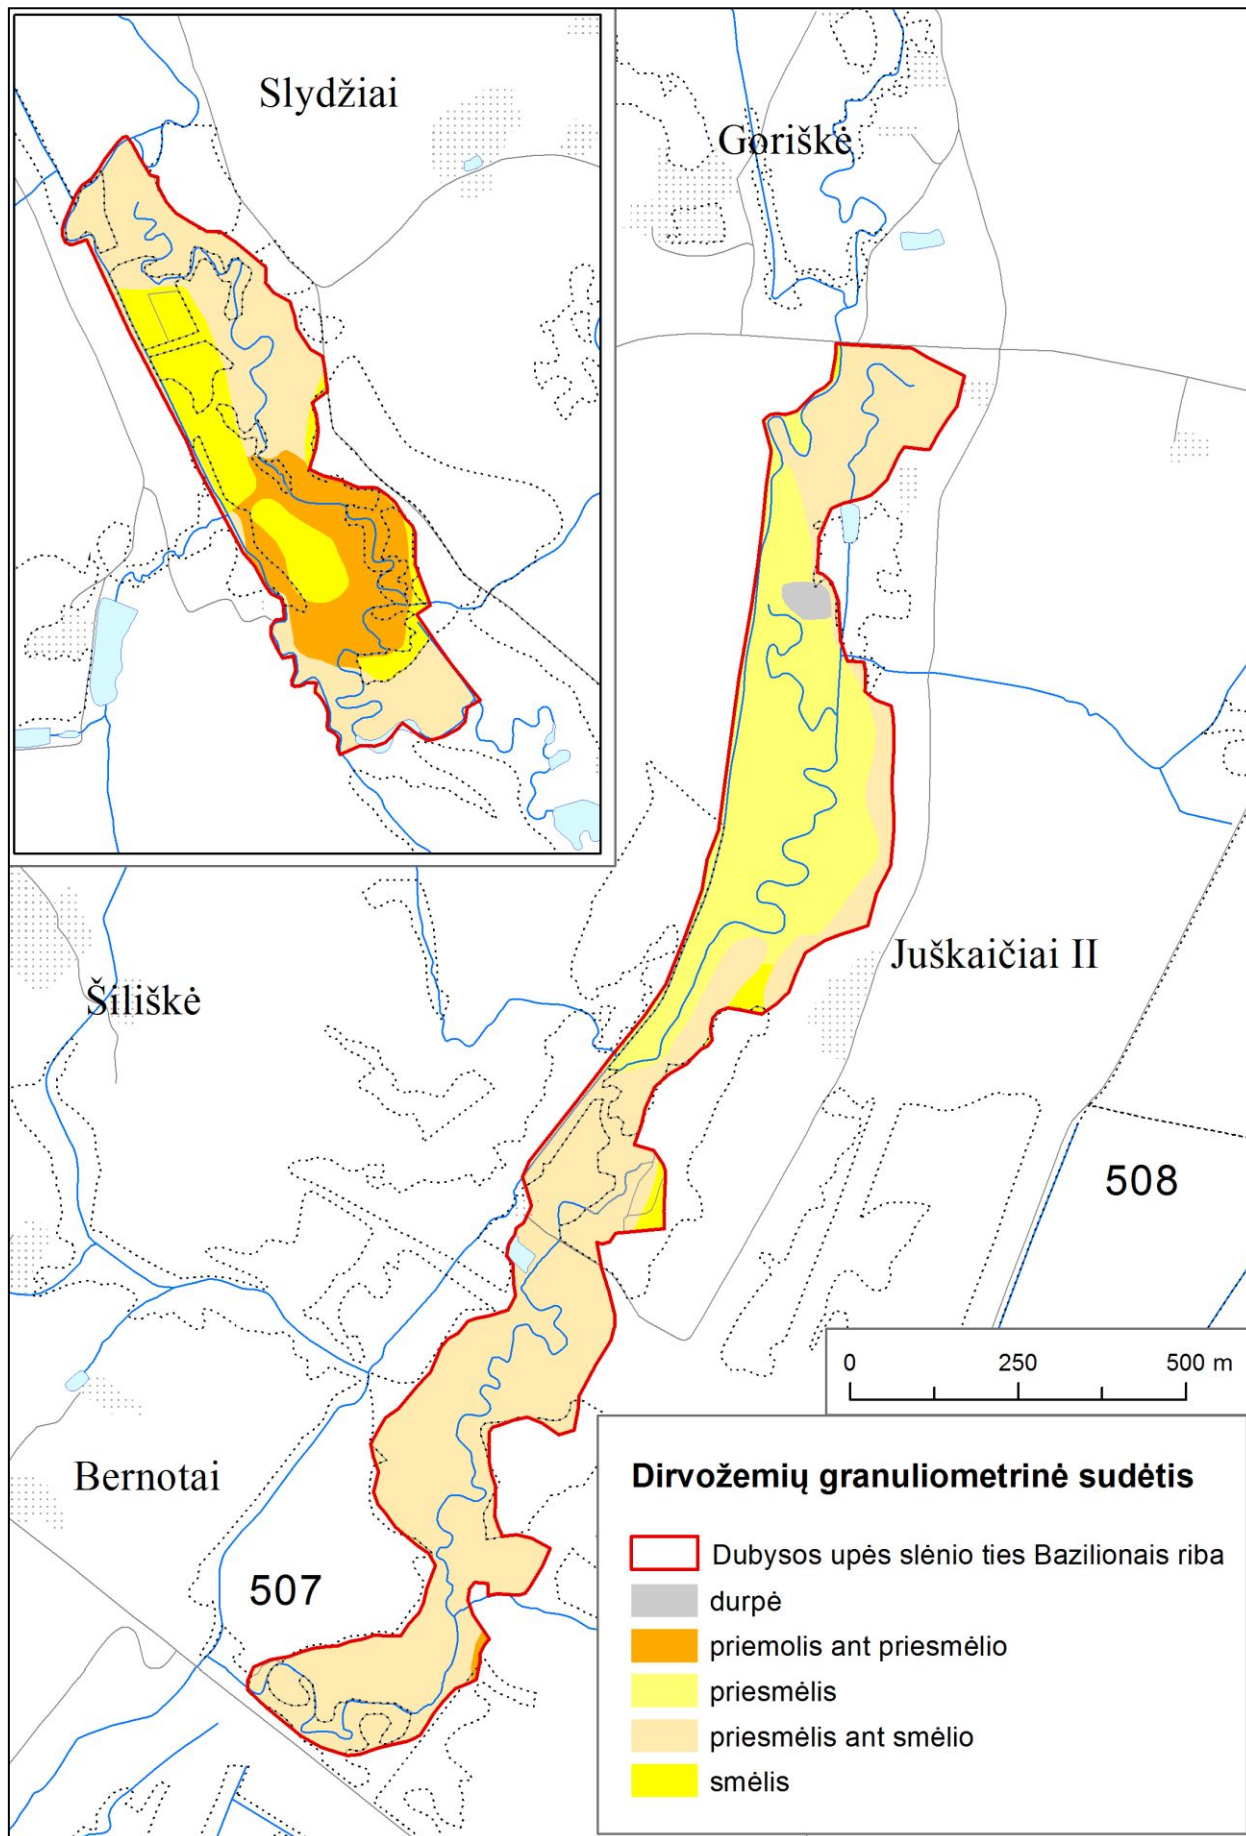 Slydžiai
Goriškė
Juškaičiai II
Šiliškė
508
0 250 500 m
Bernotai
507
Dirvožemių granuliometrinė sudėtis
Dubysos upės slėnio ties Bazilionais riba
durpė
priemolis ant priesmėlio
priesmėlis
priesmėlis ant smėlio
smėlis